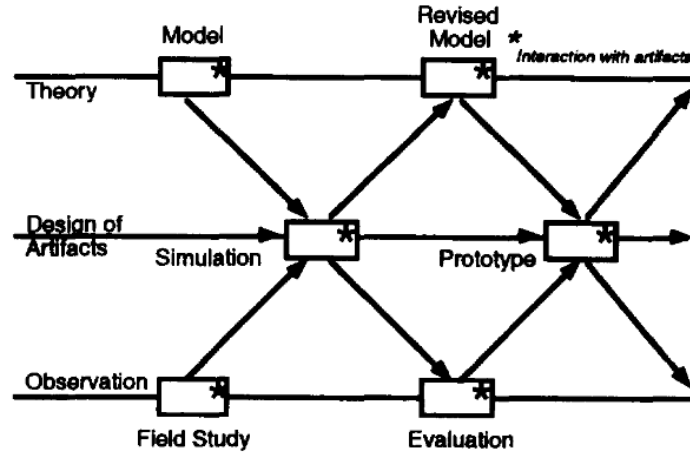 Model
Revised
Model
* Interaction with artifacts
Theory
Design of
Artifacts
Simulation
Prototype
Observation
Field Study
Evaluation